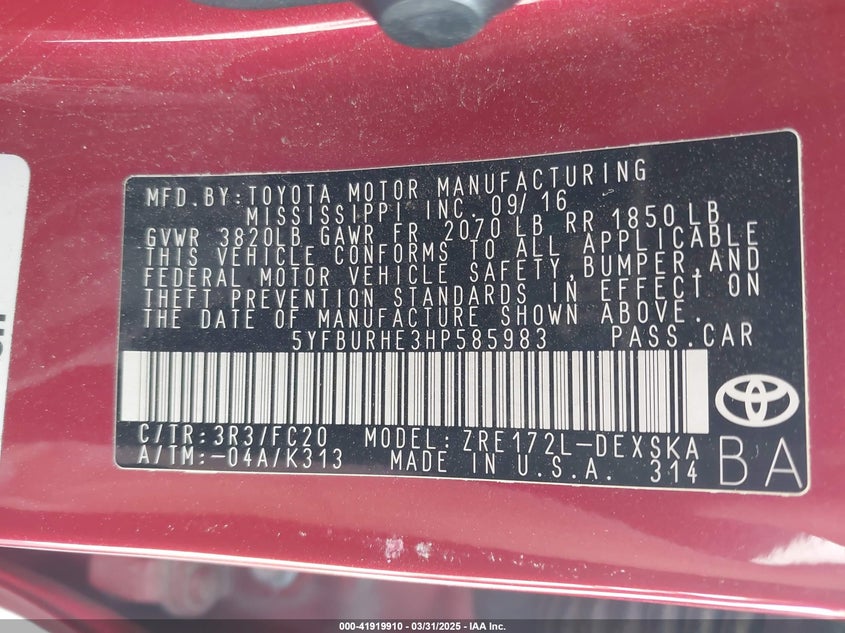 MFD.BY:TOYOTA MOTOR MANUFACTURING
MISSISSIPPI INC. 09/16
GVWR 3820LB GAWR FR 2070 LB RR 1850 LB
THIS VEHICLE CONFORMS TO ALL APPLICABLE
FEDERAL MOTOR VEHICLE SAFETY,BUMPER,AND
THEFT PREVENTION STANDARDS IN EFFECT ON
THE DATE OF MANUFACTURE SHOWN ABOVE.
5YFBURHE3HP585983 PASS.CAR
C/TR:3R3/FC20 MODEL:ZRE172L-DEXSKA
A/TM:-04A/K313 MADE IN U.S.A. 314
BA
000-41919910 - 03/31/2025 - IAA Inc.